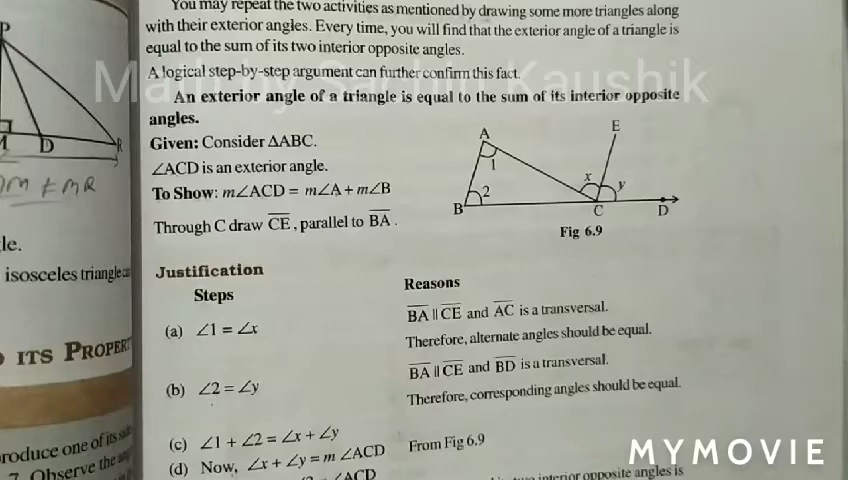 You may repeat the two activities as mentioned by drawing some more triangles along
with their exterior angles. Every time, you will find that the exterior angle of a triangle is
equal to the sum of its two interior opposite angles.
A logical step-by-step argument can further confirm this fact.
An exterior angle of a triangle is equal to the sum of its interior opposite
angles.
Given: Consider ΔABC.
∠ACD is an exterior angle.
To Show: m∠ACD = m∠A + m∠B
Through C draw CE, parallel to BA.
A
1
2
B
x
y
C
D
E
Fig 6.9
Justification
Steps
Reasons
(a) ∠1 = ∠x
BA || CE and AC is a transversal.
Therefore, alternate angles should be equal.
(b) ∠2 = ∠y
BA || CE and BD is a transversal.
Therefore, corresponding angles should be equal.
(c) ∠1 + ∠2 = ∠x + ∠y
(d) Now, ∠x + ∠y = m ∠ACD
From Fig 6.9
∠ACD
interior opposite angles is
P
D
R
le.
isosceles triangle
ITS PROPERT
roduce one of its
7. Observe the
MYMOVIE
Kaushik